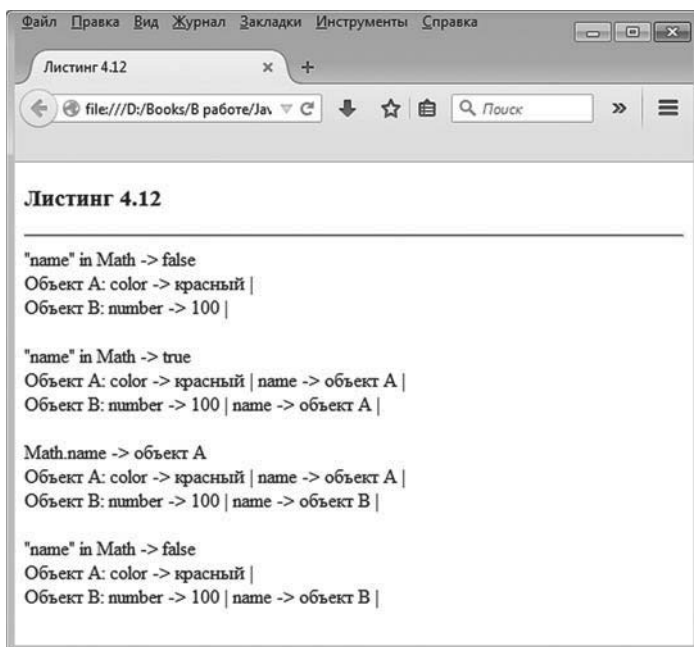 Файл Правка Вид Журнал Закладки Инструменты Справка
Листинг 4.12
file:///D:/Books/В работе/Jav
Поиск
Листинг 4.12
"name" in Math -> false
Объект A: color -> красный |
Объект B: number -> 100 |
"name" in Math -> true
Объект A: color -> красный | name -> объект A |
Объект B: number -> 100 | name -> объект A |
Math.name -> объект A
Объект A: color -> красный | name -> объект A |
Объект B: number -> 100 | name -> объект B |
"name" in Math -> false
Объект A: color -> красный |
Объект B: number -> 100 | name -> объект B |